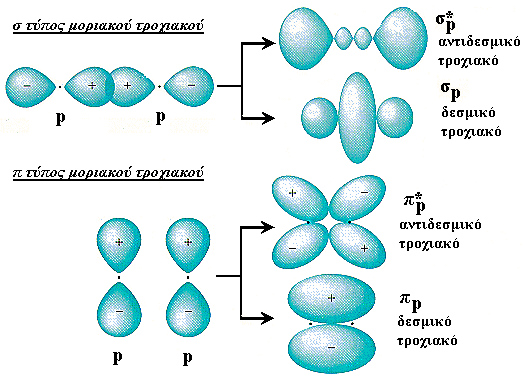 σ τύπος μοριακού τροχιακού
σ*p
αντιδεσμικό
τροχιακό
− + + −
p p
σp
δεσμικό
τροχιακό
π τύπος μοριακού τροχιακού
+ −
− +
π*p
αντιδεσμικό
τροχιακό
+ +
− −
p p
+
−
πp
δεσμικό
τροχιακό